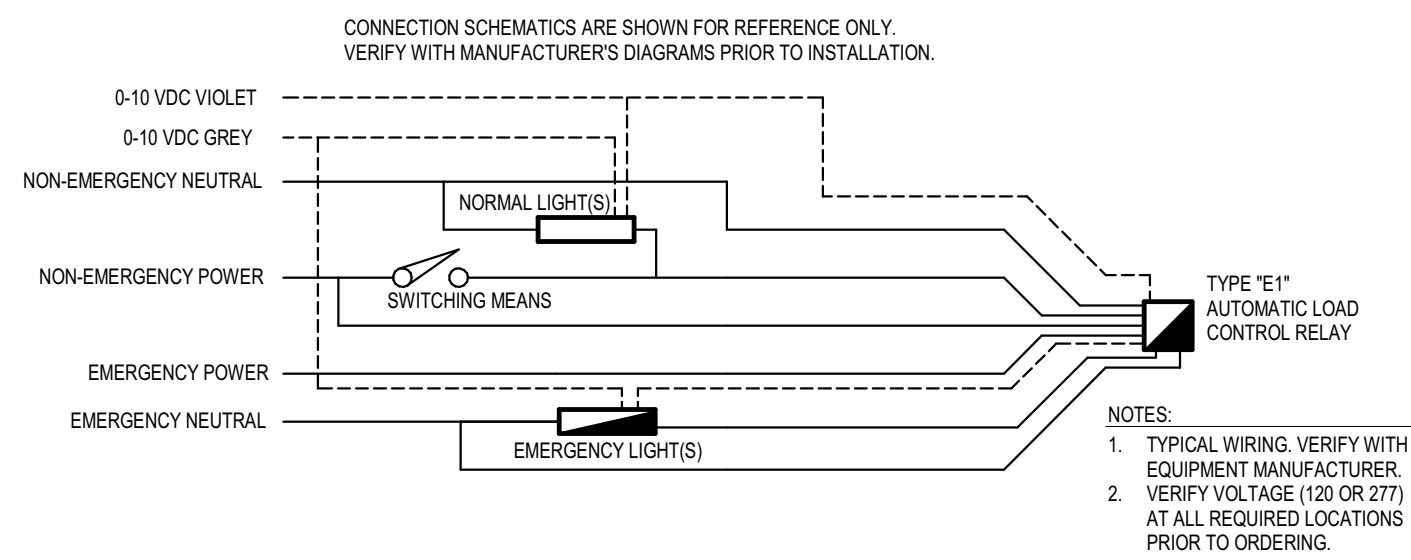 CONNECTION SCHEMATICS ARE SHOWN FOR REFERENCE ONLY.
VERIFY WITH MANUFACTURER'S DIAGRAMS PRIOR TO INSTALLATION.
0-10 VDC VIOLET
0-10 VDC GREY
NON-EMERGENCY NEUTRAL
NORMAL LIGHT(S)
NON-EMERGENCY POWER
SWITCHING MEANS
TYPE "E1"
AUTOMATIC LOAD
CONTROL RELAY
EMERGENCY POWER
EMERGENCY NEUTRAL
EMERGENCY LIGHT(S)
NOTES:
1. TYPICAL WIRING. VERIFY WITH
EQUIPMENT MANUFACTURER.
2. VERIFY VOLTAGE (120 OR 277)
AT ALL REQUIRED LOCATIONS
PRIOR TO ORDERING.